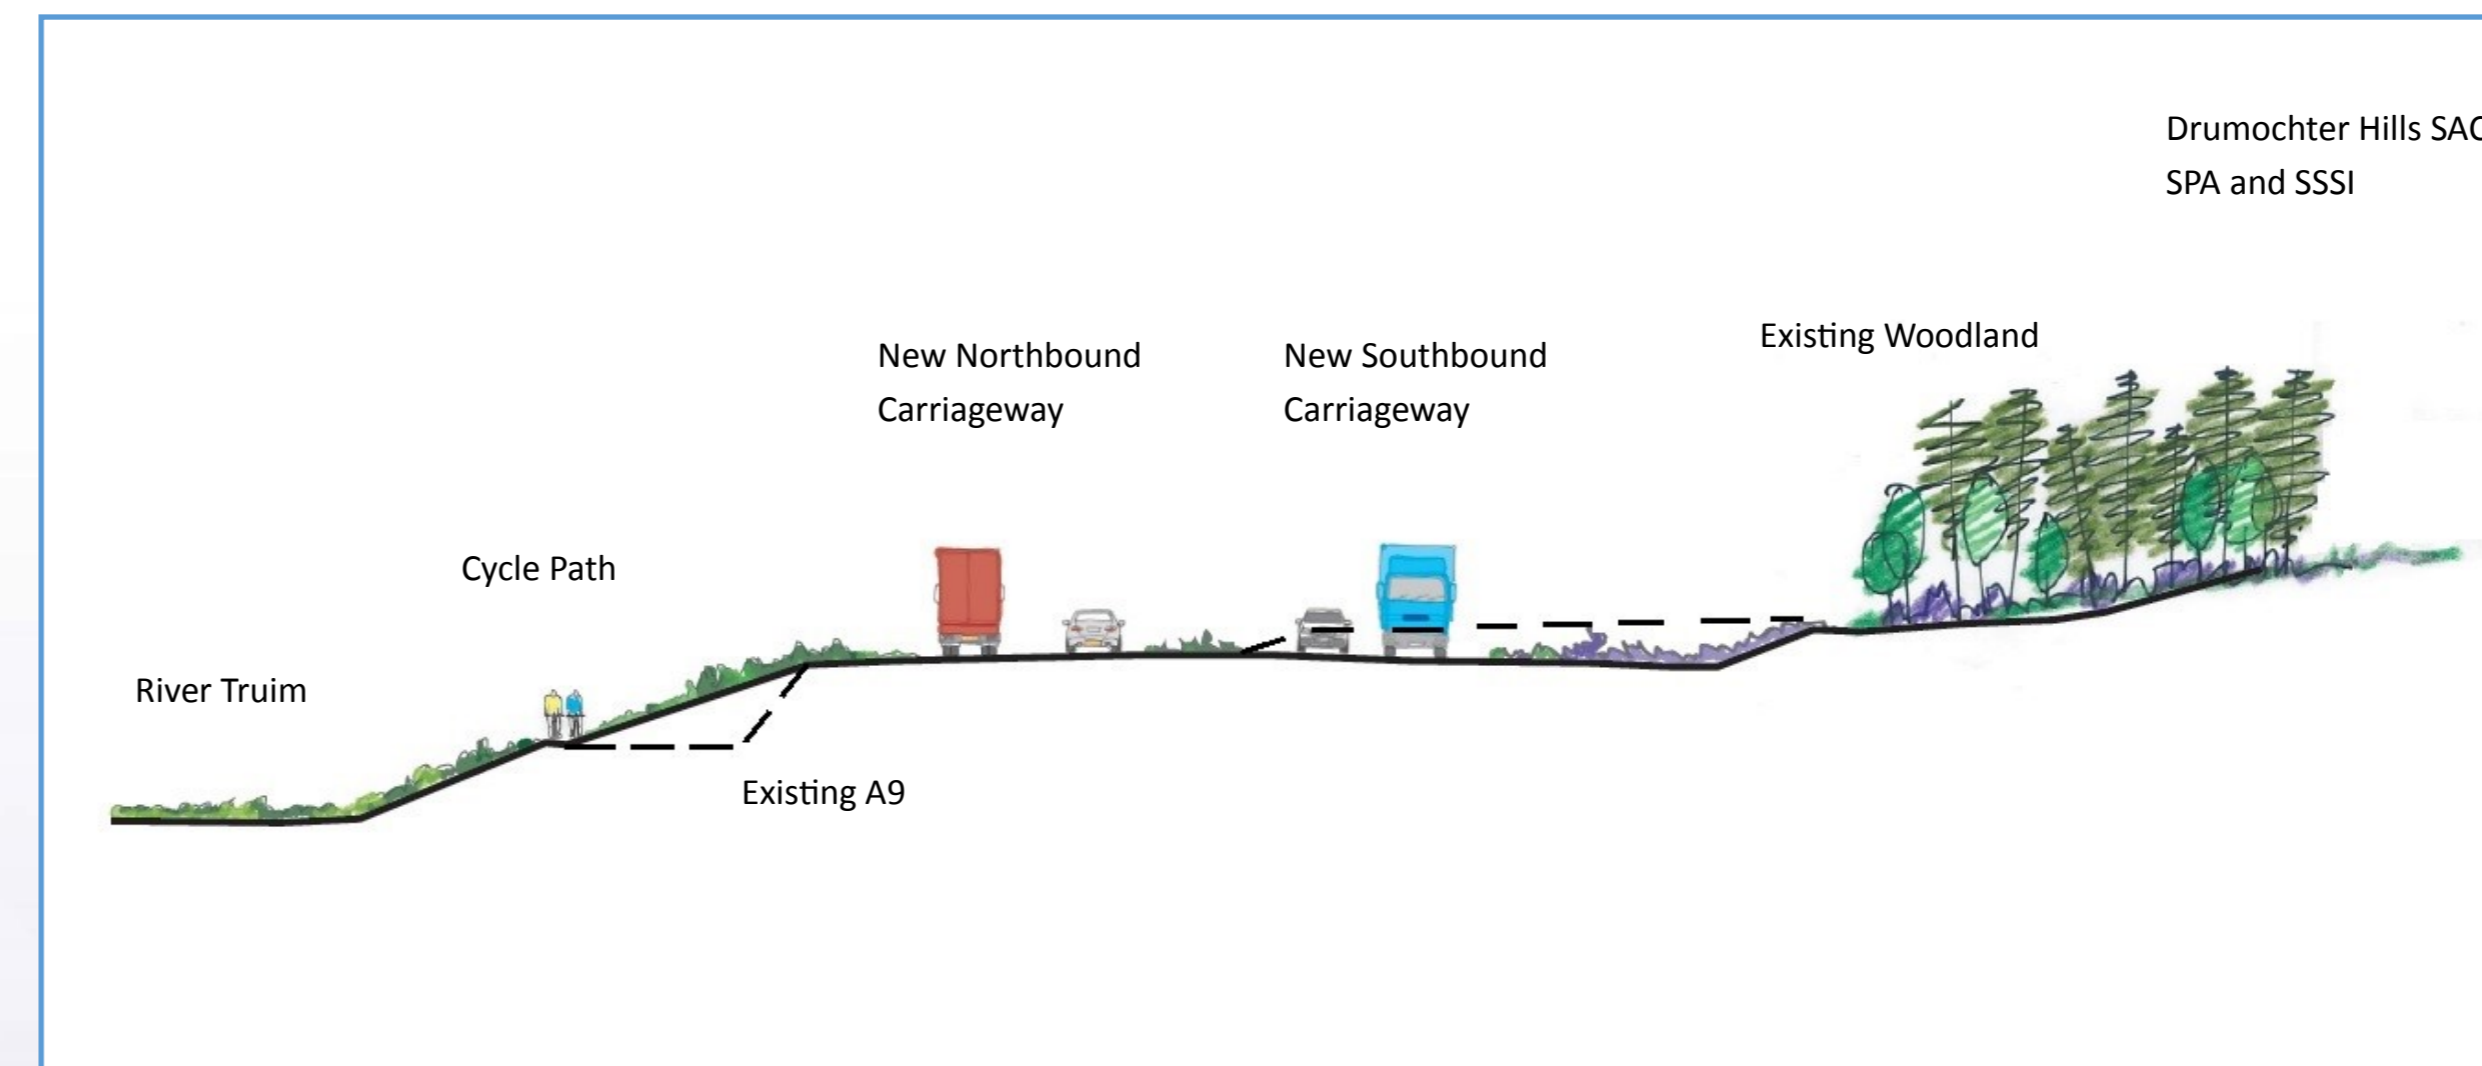 Drumochter Hills SAC
SPA and SSSI
Existing Woodland
New Northbound
Carriageway
New Southbound
Carriageway
Cycle Path
River Truim
Existing A9